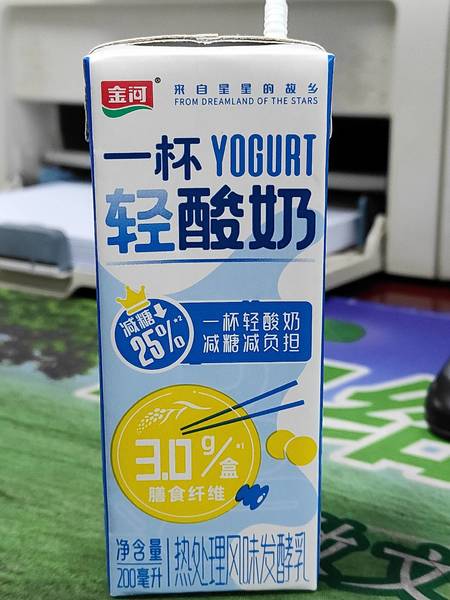 金河®
来自星星的故乡
FROM DREAMLAND OF THE STARS
一杯 YOGURT
轻酸奶
减糖↓
25%*2
一杯轻酸奶
减糖减负担
3.0g/盒*1
膳食纤维
净含量
200毫升
热处理风味发酵乳